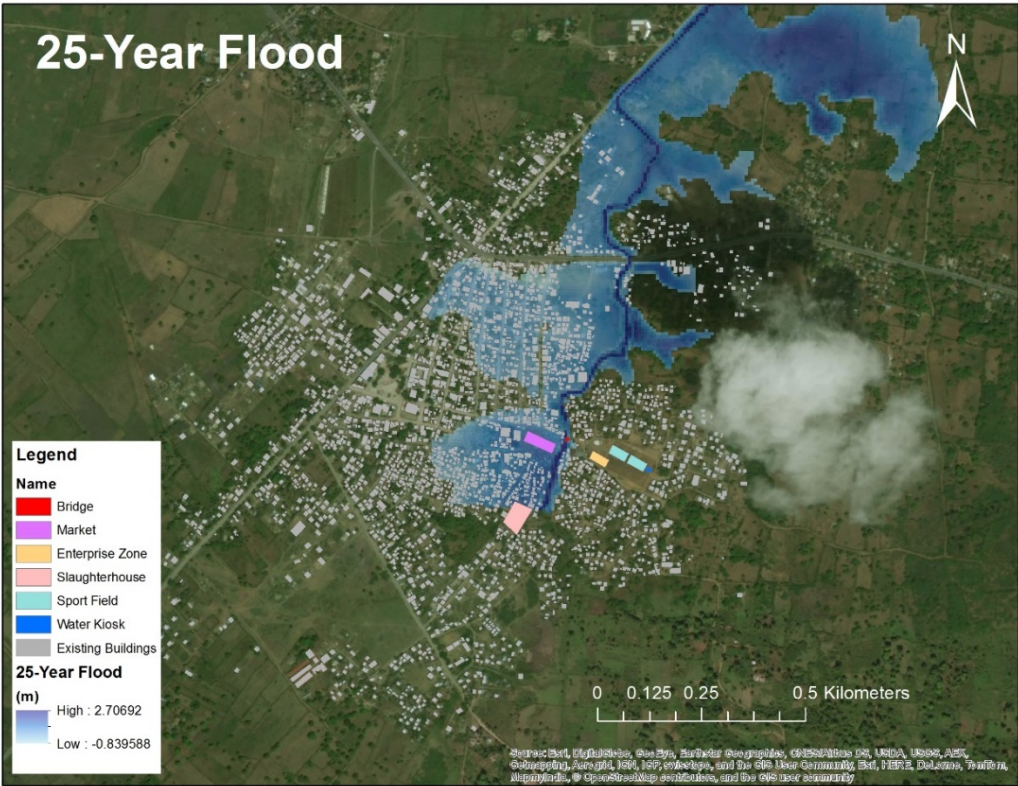 25-Year Flood
N
Legend
Name
Bridge
Market
Enterprise Zone
Slaughterhouse
Sport Field
Water Kiosk
Existing Buildings
25-Year Flood
(m)
High : 2.70692
Low : -0.839588
0 0.125 0.25 0.5 Kilometers
Source: Esri, DigitalGlobe, GeoEye, Earthstar Geographics, CNES/Airbus DS, USDA, USGS, AEX,
Getmapping, Aerogrid, IGN, IGP, swisstopo, and the GIS User Community, Esri, HERE, DeLorme, TomTom,
MapmyIndia, © OpenStreetMap contributors, and the GIS user community